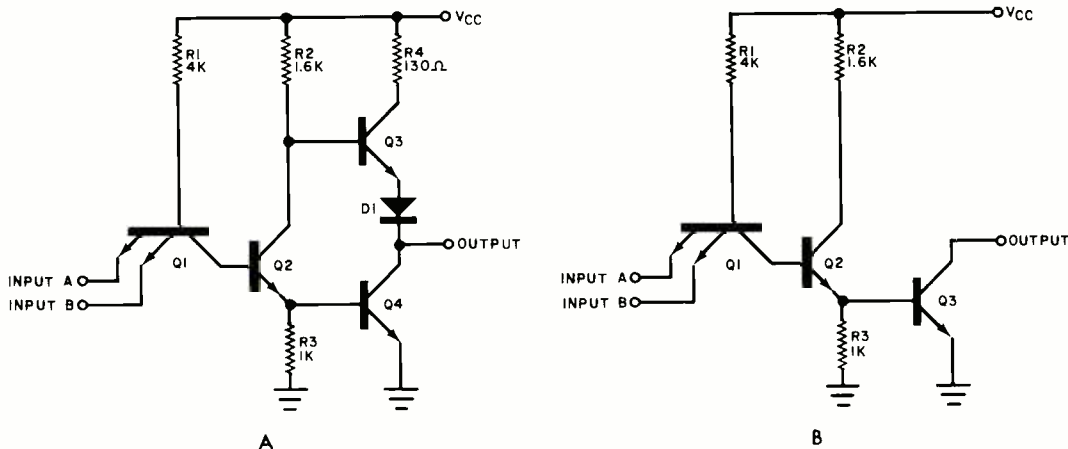 VCC
R1
4K
R2
1.6K
R4
130Ω
Q3
D1
OUTPUT
INPUT A
INPUT B
Q1
Q2
Q4
R3
1K
A
VCC
R1
4K
R2
1.6K
OUTPUT
INPUT A
INPUT B
Q1
Q2
Q3
R3
1K
B